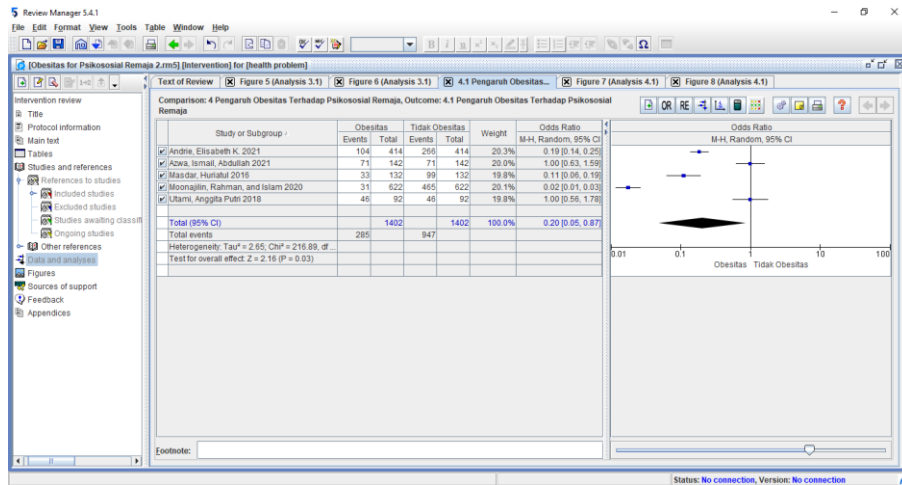 Review Manager 5.4.1
File Edit Format View Tools Table Window Help
[Obesitas for Psikososial Remaja 2.rm5] [Intervention] for [health problem]
Intervention review
Title
Protocol information
Main text
Tables
Studies and references
References to studies
Included studies
Excluded studies
Studies awaiting classifi
Ongoing studies
Other references
Data and analyses
Figures
Sources of support
Feedback
Appendices
Text of Review Figure 5 (Analysis 3.1) Figure 6 (Analysis 3.1) 4.1 Pengaruh Obesitas... Figure 7 (Analysis 4.1) Figure 8 (Analysis 4.1)
Comparison: 4 Pengaruh Obesitas Terhadap Psikososial Remaja, Outcome: 4.1 Pengaruh Obesitas Terhadap Psikososial
Remaja
OR RE
Study or Subgroup Obesitas Tidak Obesitas Weight Odds Ratio Odds Ratio
Events Total Events Total M-H, Random, 95% CI M-H, Random, 95% CI
Andrie, Elisabeth K. 2021 104 414 266 414 20.3% 0.19 [0.14, 0.25]
Azwa, Ismail, Abdullah 2021 71 142 71 142 20.0% 1.00 [0.63, 1.59]
Masdar, Huriatul 2016 33 132 99 132 19.8% 0.11 [0.06, 0.19]
Moonajilin, Rahman, and Islam 2020 31 622 465 622 20.1% 0.02 [0.01, 0.03]
Utami, Anggita Putri 2018 46 92 46 92 19.8% 1.00 [0.56, 1.78]
Total (95% CI) 1402 1402 100.0% 0.20 [0.05, 0.87]
Total events 285 947
Heterogeneity: Tau² = 2.65; Chi² = 216.89, df ...
Test for overall effect: Z = 2.16 (P = 0.03)
0.01 0.1 1 10 100
Obesitas Tidak Obesitas
Footnote:
Status: No connection, Version: No connection